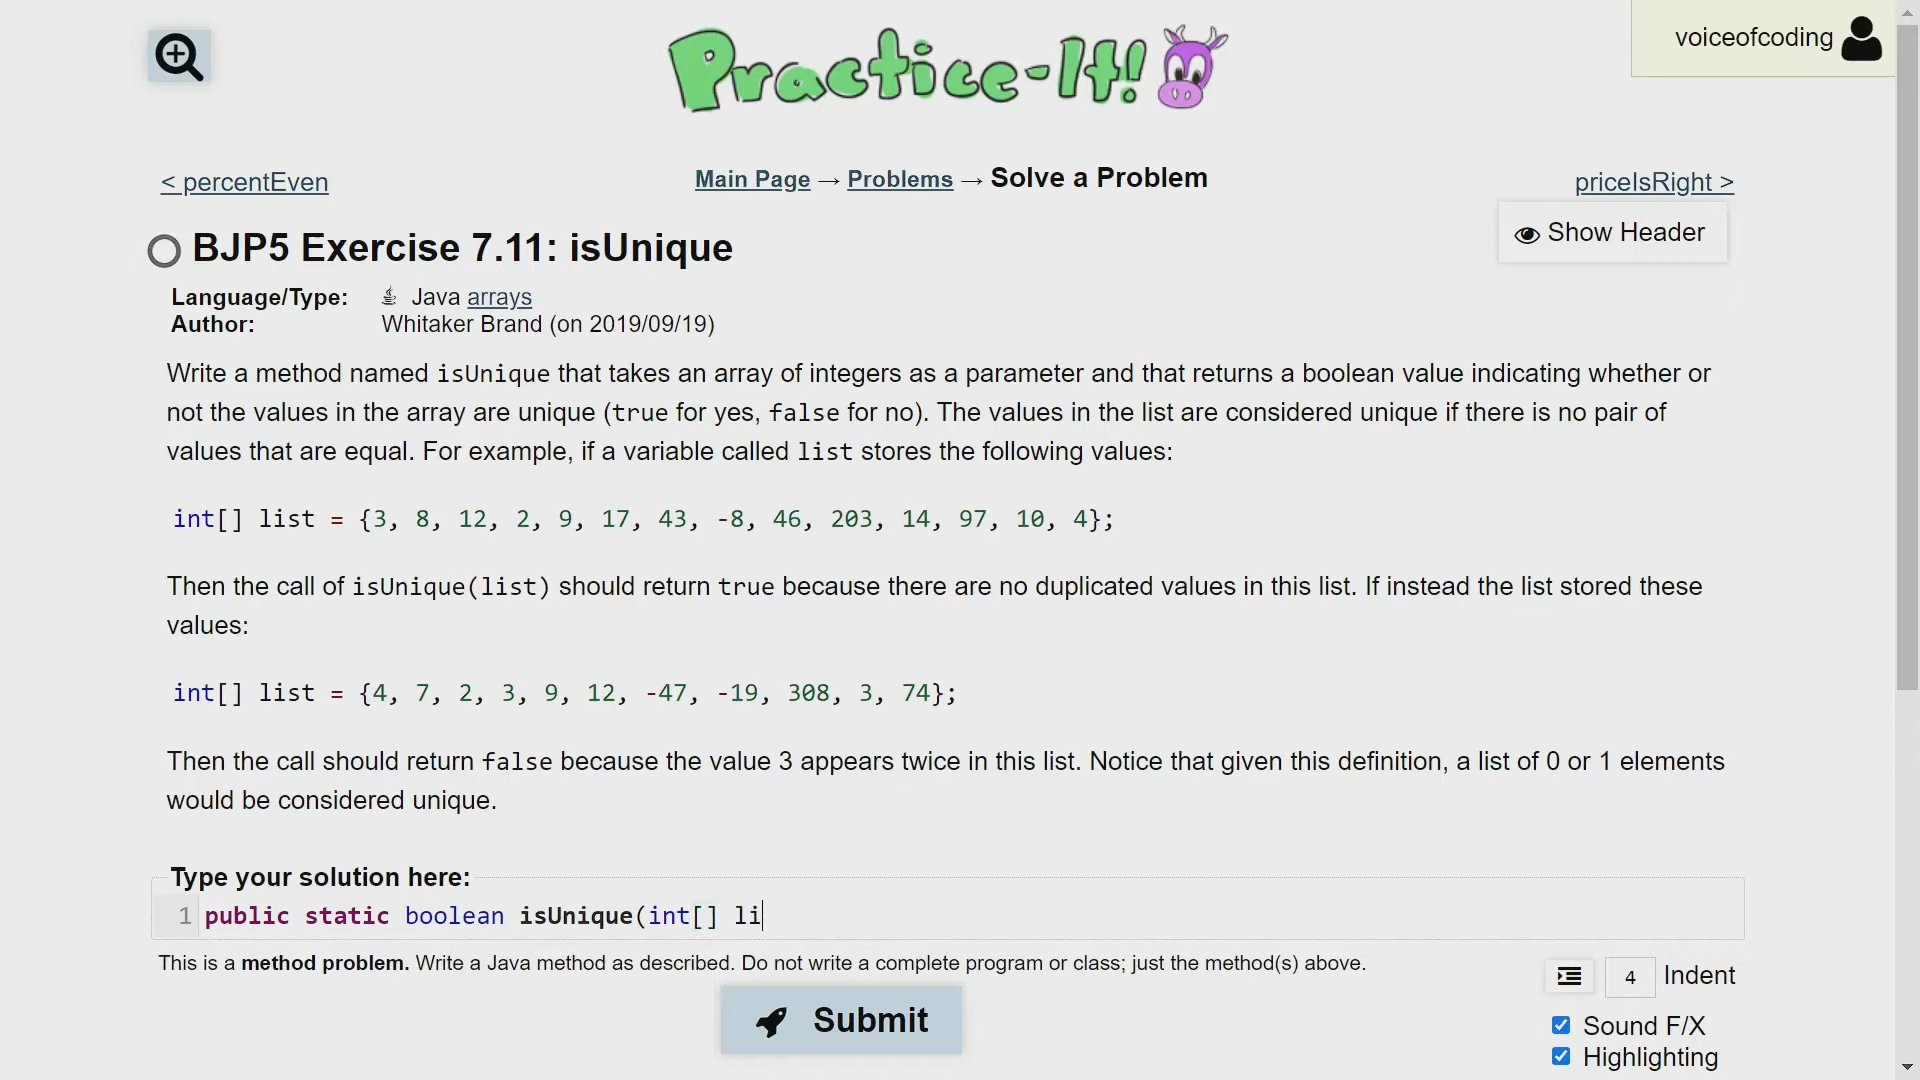 Practice-It!
voiceofcoding
< percentEven
Main Page → Problems → Solve a Problem
priceIsRight >
Show Header
BJP5 Exercise 7.11: isUnique
Language/Type: Java arrays
Author: Whitaker Brand (on 2019/09/19)
Write a method named isUnique that takes an array of integers as a parameter and that returns a boolean value indicating whether or
not the values in the array are unique (true for yes, false for no). The values in the list are considered unique if there is no pair of
values that are equal. For example, if a variable called list stores the following values:
int[] list = {3, 8, 12, 2, 9, 17, 43, -8, 46, 203, 14, 97, 10, 4};
Then the call of isUnique(list) should return true because there are no duplicated values in this list. If instead the list stored these
values:
int[] list = {4, 7, 2, 3, 9, 12, -47, -19, 308, 3, 74};
Then the call should return false because the value 3 appears twice in this list. Notice that given this definition, a list of 0 or 1 elements
would be considered unique.
Type your solution here:
1 public static boolean isUnique(int[] li
This is a method problem. Write a Java method as described. Do not write a complete program or class; just the method(s) above.
4 Indent
Submit
Sound F/X
Highlighting